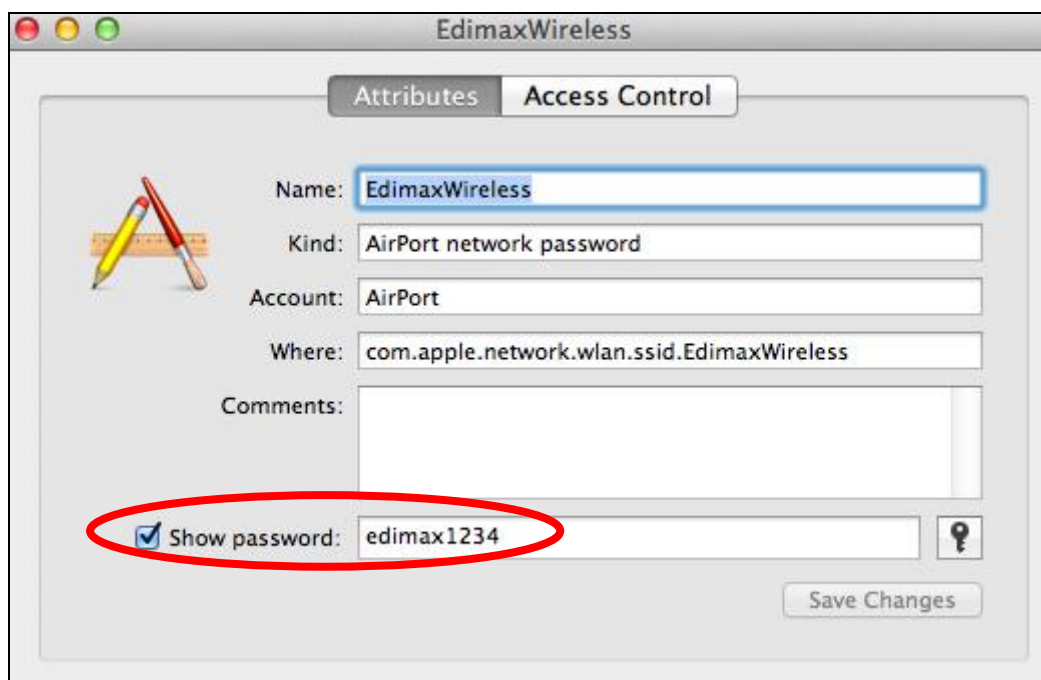 EdimaxWireless
Attributes Access Control
Name: EdimaxWireless
Kind: AirPort network password
Account: AirPort
Where: com.apple.network.wlan.ssid.EdimaxWireless
Comments:
Show password: edimax1234
Save Changes